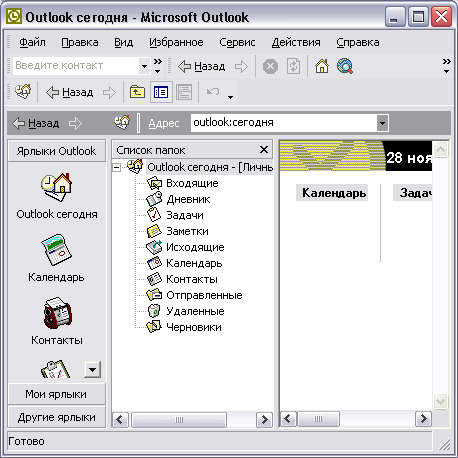 Outlook сегодня - Microsoft Outlook
Файл Правка Вид Избранное Сервис Действия Справка
Введите контакт Назад
Назад
Назад Адрес outlook:сегодня
Ярлыки Outlook
Outlook сегодня
Календарь
Контакты
Мои ярлыки
Другие ярлыки
Список папок
Outlook сегодня - [Личны
Входящие
Дневник
Задачи
Заметки
Исходящие
Календарь
Контакты
Отправленные
Удаленные
Черновики
28 ноя
Календарь Задач
Готово